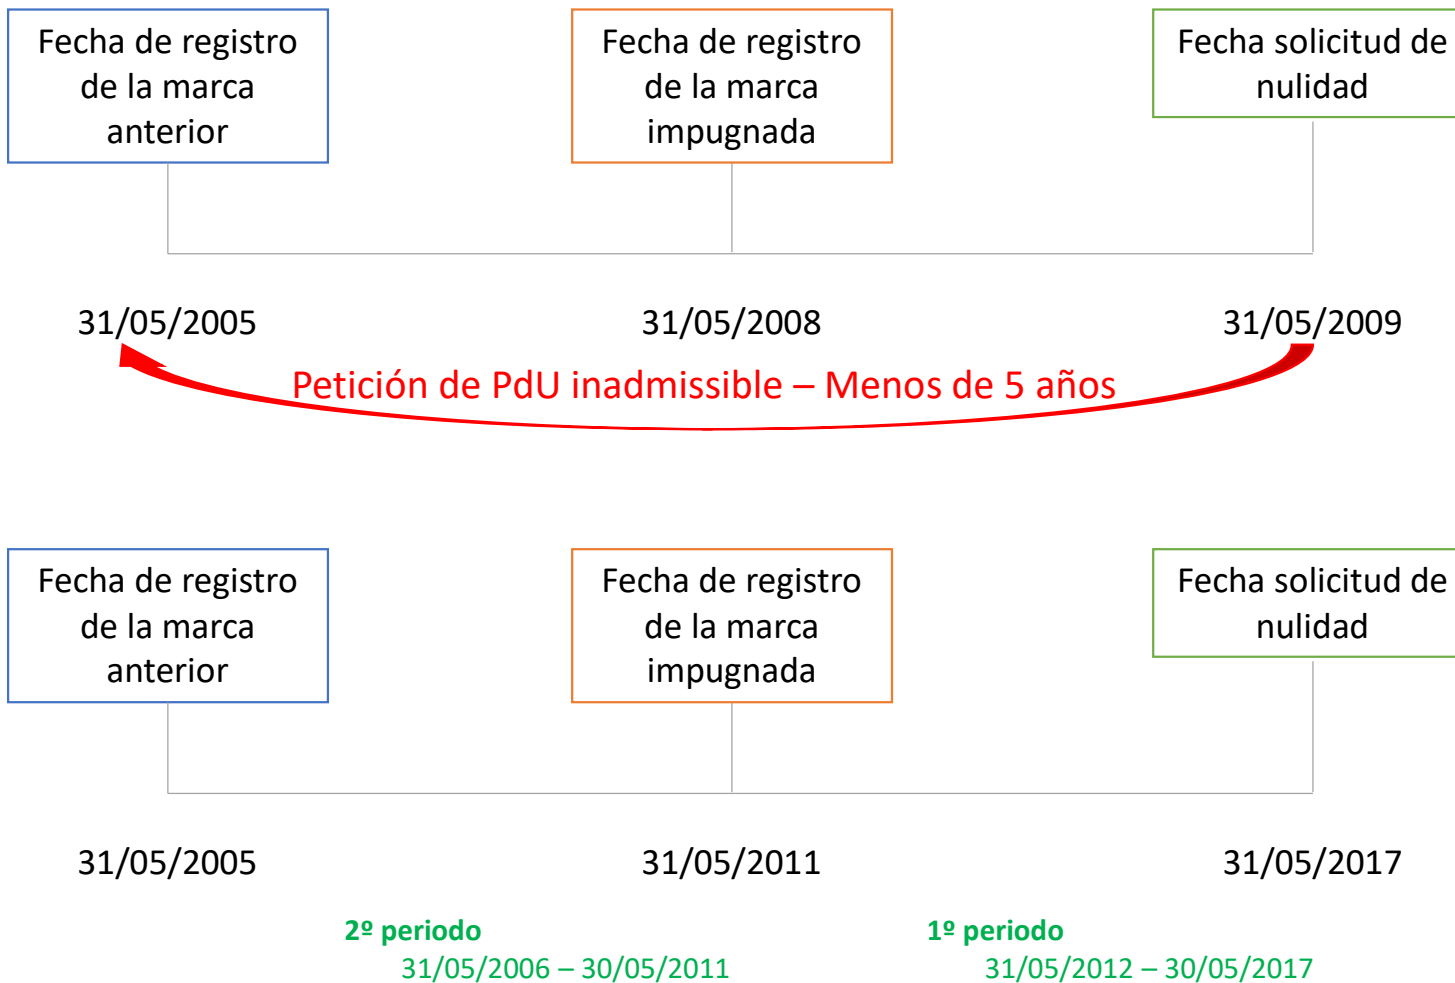 Fecha de registro
de la marca
anterior
Fecha de registro
de la marca
impugnada
Fecha solicitud de
nulidad
31/05/2005
31/05/2008
31/05/2009
Petición de PdU inadmissible – Menos de 5 años
Fecha de registro
de la marca
anterior
Fecha de registro
de la marca
impugnada
Fecha solicitud de
nulidad
31/05/2005
31/05/2011
31/05/2017
2º periodo
31/05/2006 – 30/05/2011
1º periodo
31/05/2012 – 30/05/2017